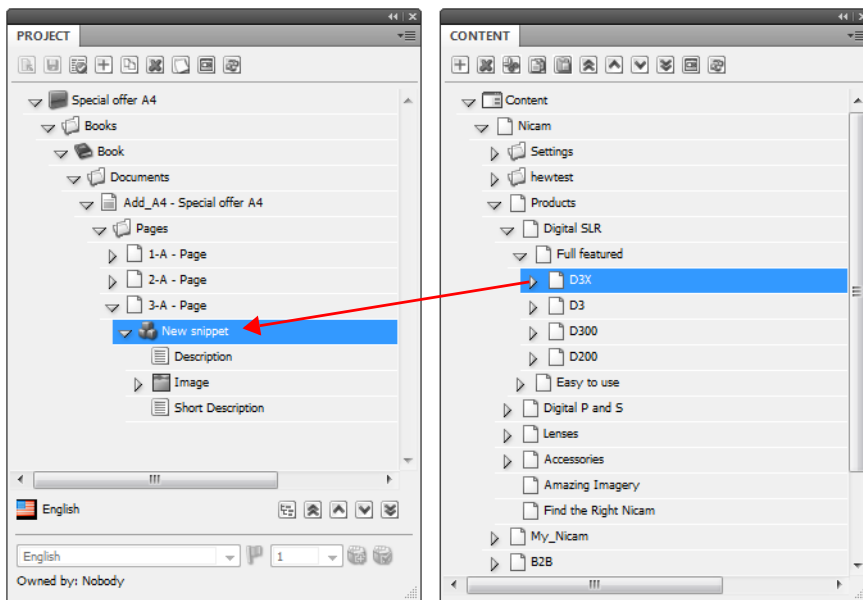 PROJECT
Special offer A4
Books
Book
Documents
Add_A4 - Special offer A4
Pages
1-A - Page
2-A - Page
3-A - Page
New snippet
Description
Image
Short Description
English
English
1
Owned by: Nobody
CONTENT
Content
Nicam
Settings
hewtest
Products
Digital SLR
Full featured
D3X
D3
D300
D200
Easy to use
Digital P and S
Lenses
Accessories
Amazing Imagery
Find the Right Nicam
My_Nicam
B2B